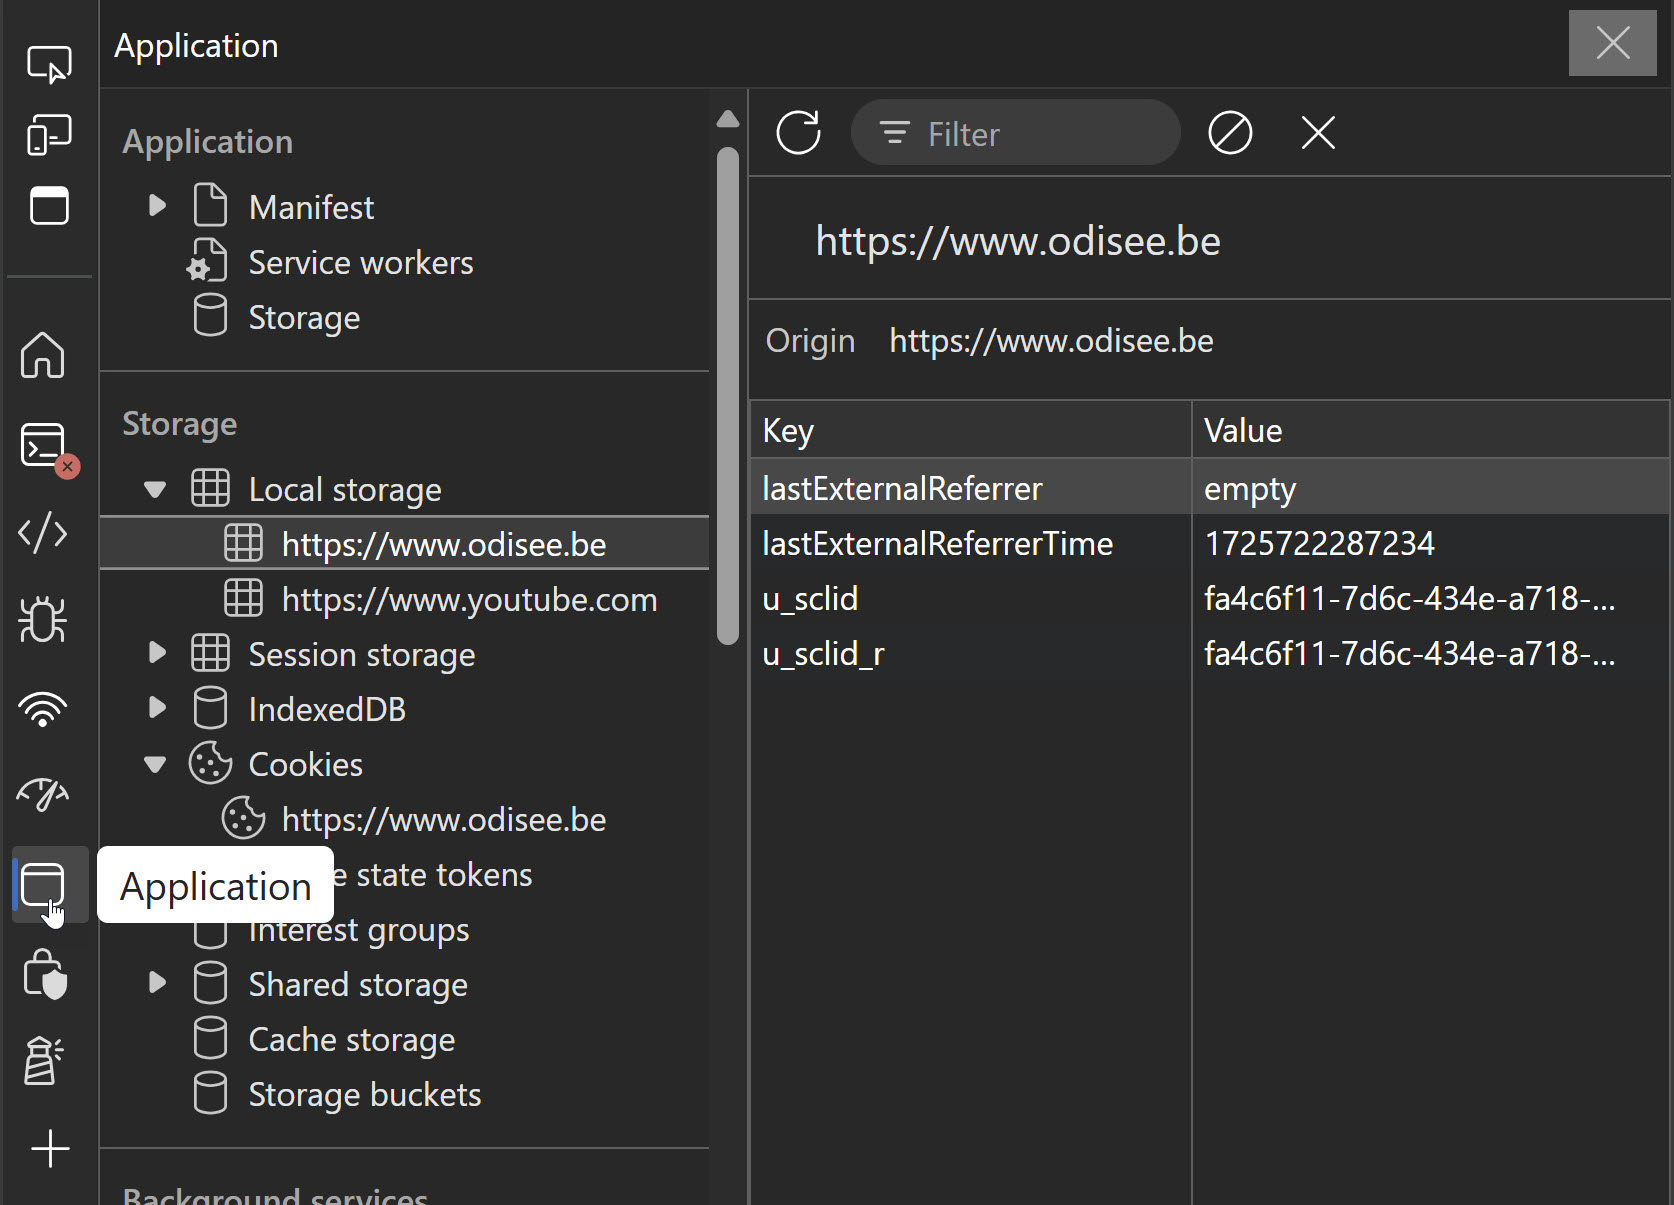 Application
Application
Manifest
Service workers
Storage
Storage
Local storage
https://www.odisee.be
https://www.youtube.com
Session storage
IndexedDB
Cookies
https://www.odisee.be
state tokens
Application
Interest groups
Shared storage
Cache storage
Storage buckets
Background services
Filter
https://www.odisee.be
Origin https://www.odisee.be
Key Value
lastExternalReferrer empty
lastExternalReferrerTime 1725722287234
u_sclid fa4c6f11-7d6c-434e-a718-...
u_sclid_r fa4c6f11-7d6c-434e-a718-...